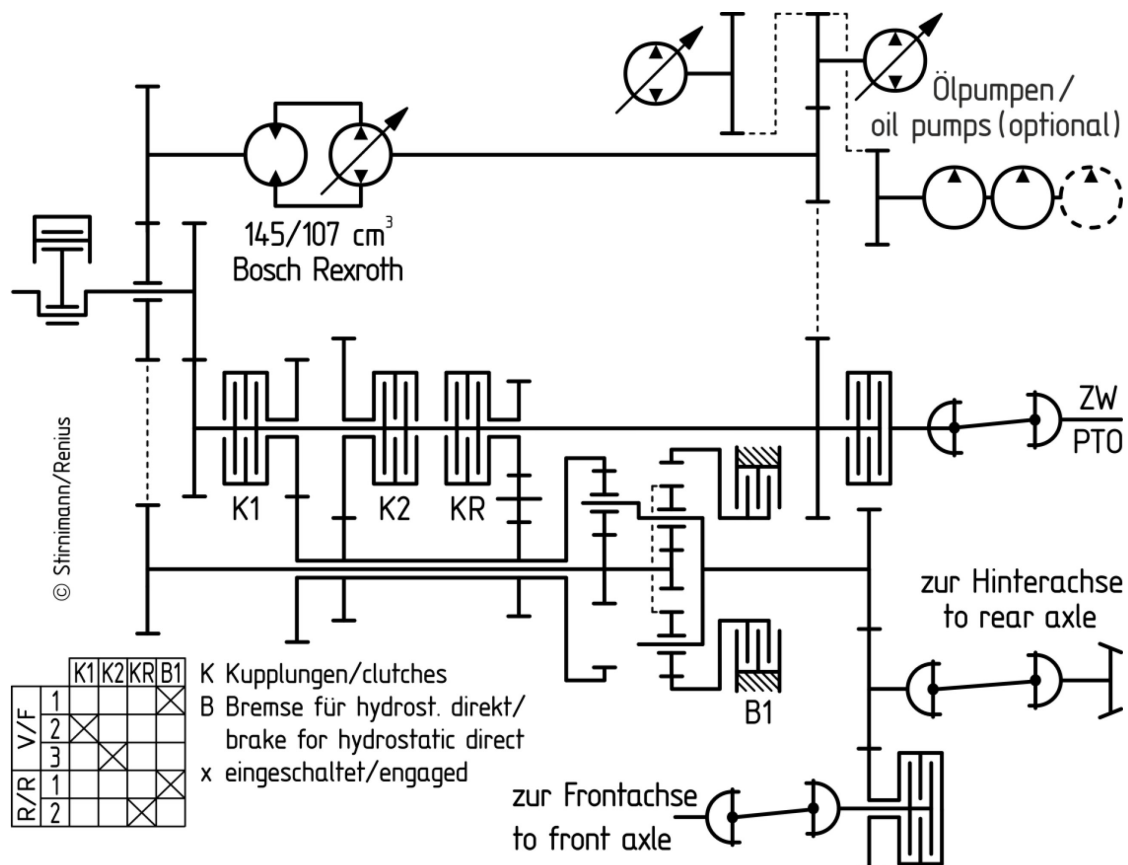 Ölpumpen/
oil pumps (optional)
145/107 cm³
Bosch Rexroth
ZW
PTO
K1
K2
KR
© Stirnimann/Renius
zur Hinterachse
to rear axle
B1
K1 K2 KR B1
V/F
1 x
2 x
3 x
R/R
1 x
2 x
K Kupplungen/clutches
B Bremse für hydrost. direkt/
brake for hydrostatic direct
x eingeschaltet/engaged
zur Frontachse
to front axle